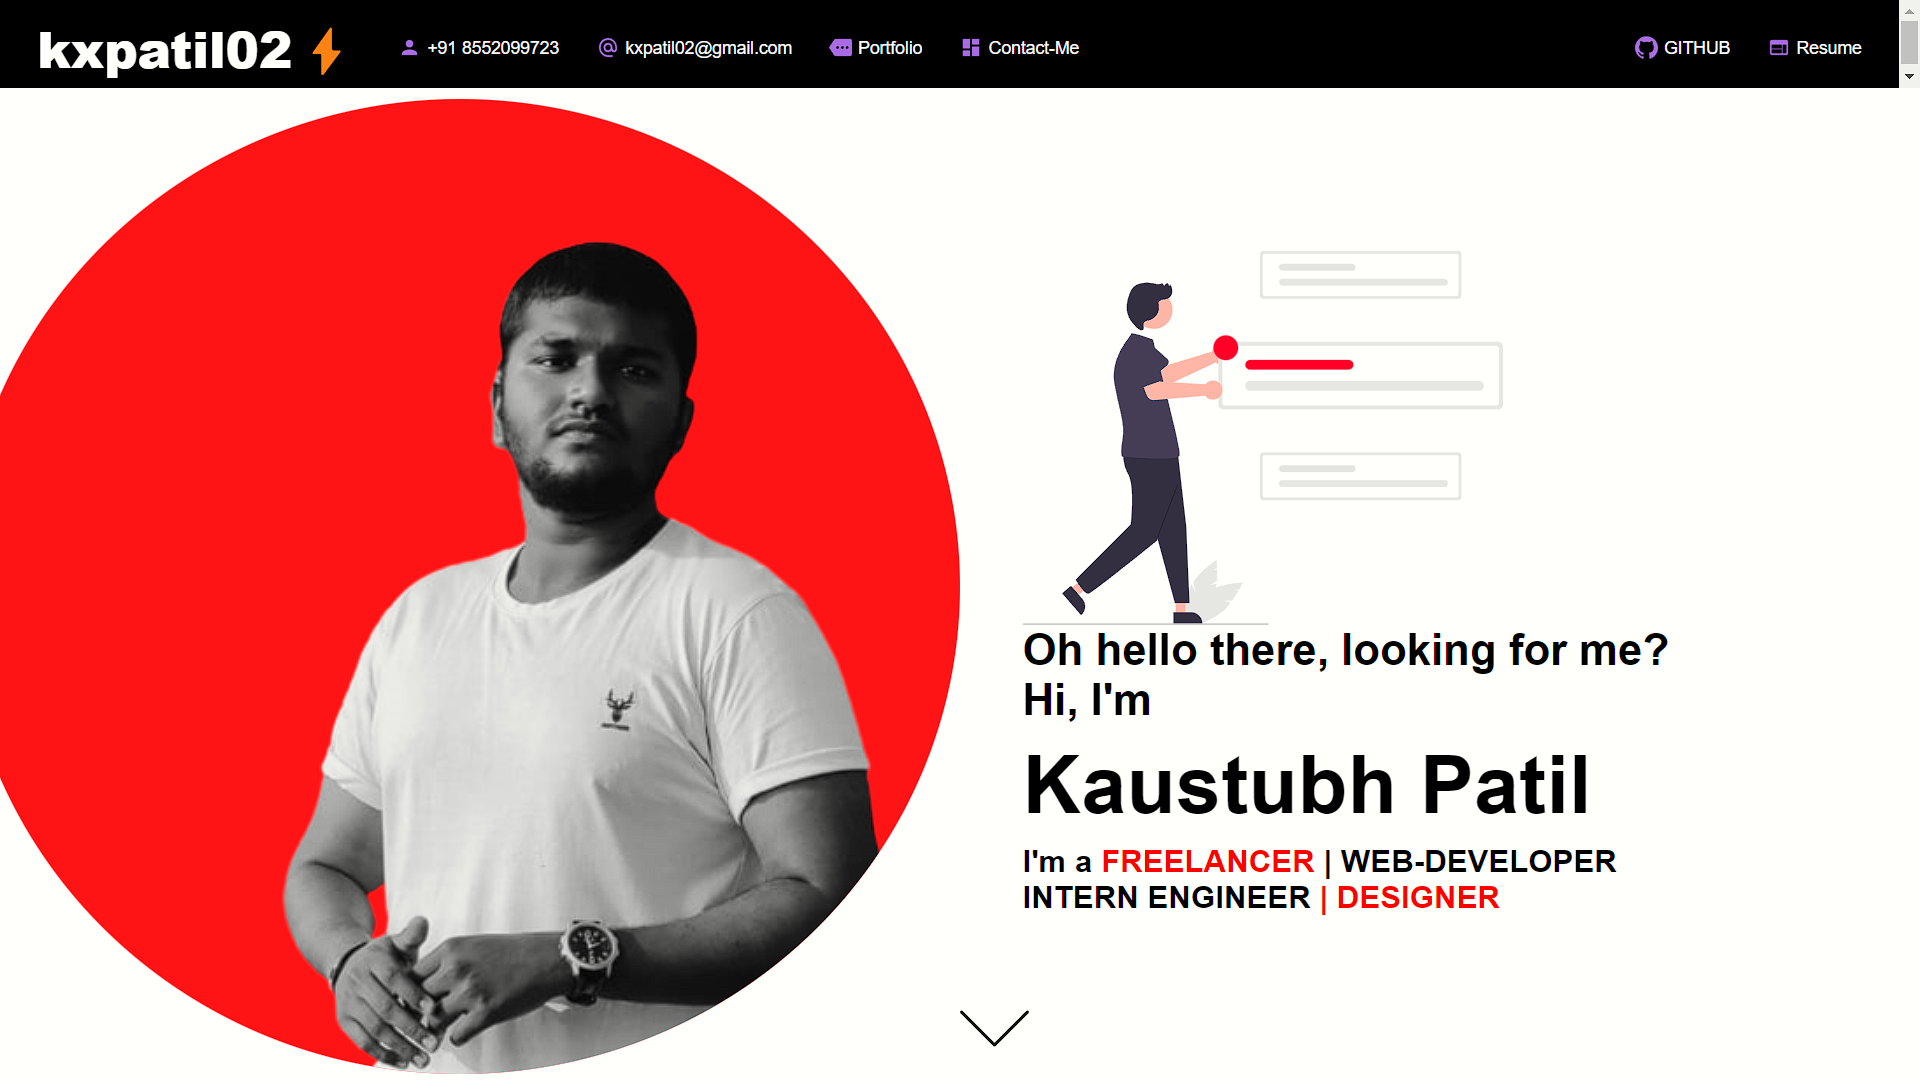 kxpatil02
+91 8552099723
kxpatil02@gmail.com
Portfolio
Contact-Me
GITHUB
Resume
Oh hello there, looking for me?
Hi, I'm
Kaustubh Patil
I'm a FREELANCER | WEB-DEVELOPER
INTERN ENGINEER | DESIGNER